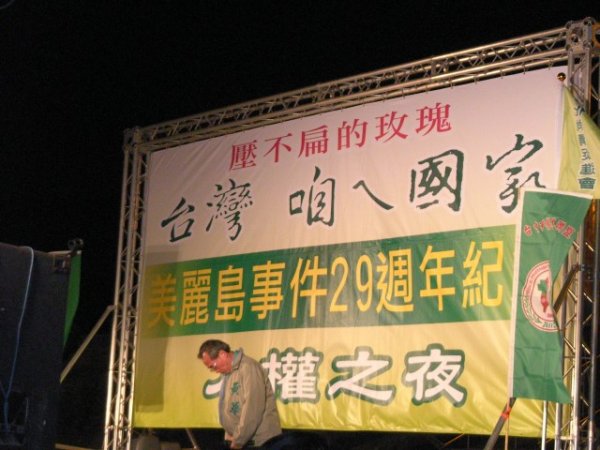 壓不扁的玫瑰
台灣 咱ㄟ國家
美麗島事件29週年紀
權之夜